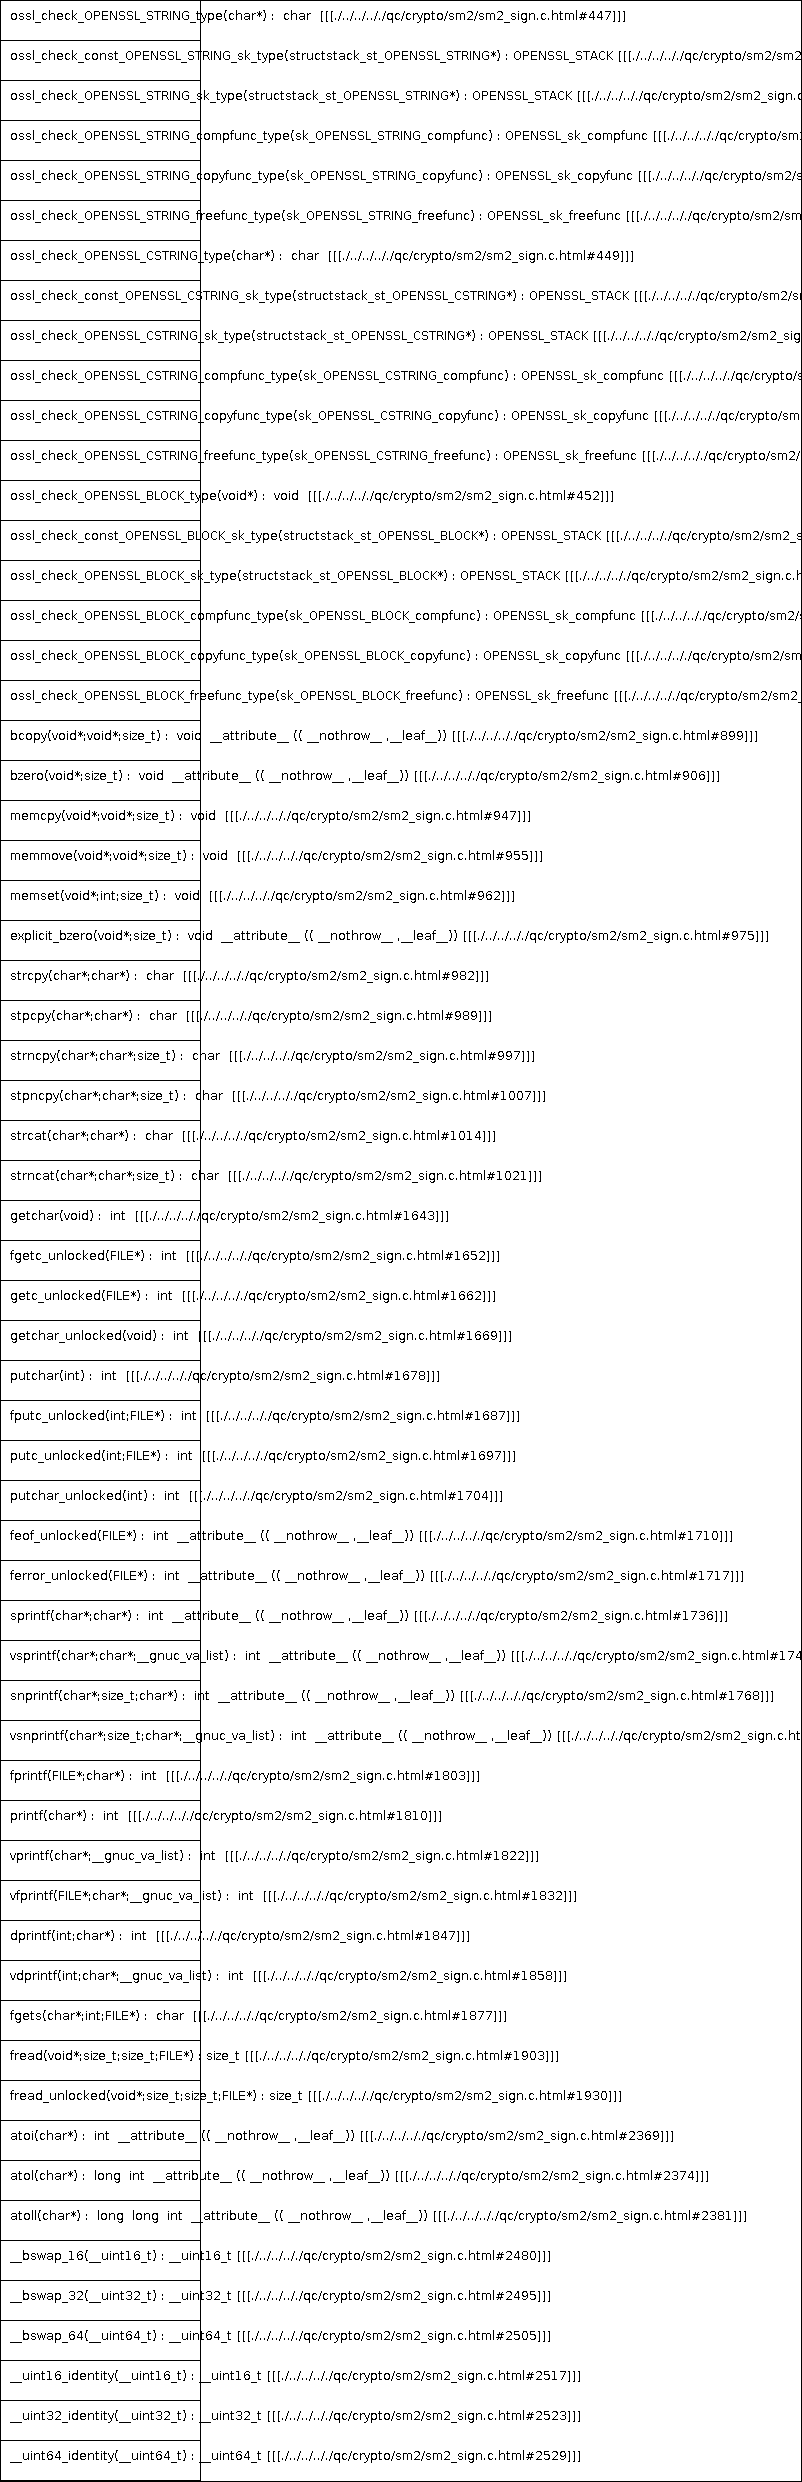 ossl_check_OPENSSL_STRING_type(char*) :  char  [[[./../../../qc/crypto/sm2/sm2_sign.c.html#447]]]
ossl_check_const_OPENSSL_STRING_sk_type(structstack_st_OPENSSL_STRING*) : OPENSSL_STACK [[[./../../../qc/crypto/sm2/sm2
ossl_check_OPENSSL_STRING_sk_type(structstack_st_OPENSSL_STRING*) : OPENSSL_STACK [[[./../../../qc/crypto/sm2/sm2_sign.c
ossl_check_OPENSSL_STRING_compfunc_type(sk_OPENSSL_STRING_compfunc) : OPENSSL_sk_compfunc [[[./../../../qc/crypto/sm
ossl_check_OPENSSL_STRING_copyfunc_type(sk_OPENSSL_STRING_copyfunc) : OPENSSL_sk_copyfunc [[[./../../../qc/crypto/sm2/s
ossl_check_OPENSSL_STRING_freefunc_type(sk_OPENSSL_STRING_freefunc) : OPENSSL_sk_freefunc [[[./../../../qc/crypto/sm2/sm
ossl_check_OPENSSL_CSTRING_type(char*) :  char  [[[./../../../qc/crypto/sm2/sm2_sign.c.html#449]]]
ossl_check_const_OPENSSL_CSTRING_sk_type(structstack_st_OPENSSL_CSTRING*) : OPENSSL_STACK [[[./../../../qc/crypto/sm2/s
ossl_check_OPENSSL_CSTRING_sk_type(structstack_st_OPENSSL_CSTRING*) : OPENSSL_STACK [[[./../../../qc/crypto/sm2/sm2_sig
ossl_check_OPENSSL_CSTRING_compfunc_type(sk_OPENSSL_CSTRING_compfunc) : OPENSSL_sk_compfunc [[[./../../../qc/crypto/s
ossl_check_OPENSSL_CSTRING_copyfunc_type(sk_OPENSSL_CSTRING_copyfunc) : OPENSSL_sk_copyfunc [[[./../../../qc/crypto/sm
ossl_check_OPENSSL_CSTRING_freefunc_type(sk_OPENSSL_CSTRING_freefunc) : OPENSSL_sk_freefunc [[[./../../../qc/crypto/sm2/
ossl_check_OPENSSL_BLOCK_type(void*) :  void  [[[./../../../qc/crypto/sm2/sm2_sign.c.html#452]]]
ossl_check_const_OPENSSL_BLOCK_sk_type(structstack_st_OPENSSL_BLOCK*) : OPENSSL_STACK [[[./../../../qc/crypto/sm2/sm2_s
ossl_check_OPENSSL_BLOCK_sk_type(structstack_st_OPENSSL_BLOCK*) : OPENSSL_STACK [[[./../../../qc/crypto/sm2/sm2_sign.c.h
ossl_check_OPENSSL_BLOCK_compfunc_type(sk_OPENSSL_BLOCK_compfunc) : OPENSSL_sk_compfunc [[[./../../../qc/crypto/sm2/
ossl_check_OPENSSL_BLOCK_copyfunc_type(sk_OPENSSL_BLOCK_copyfunc) : OPENSSL_sk_copyfunc [[[./../../../qc/crypto/sm2/sm
ossl_check_OPENSSL_BLOCK_freefunc_type(sk_OPENSSL_BLOCK_freefunc) : OPENSSL_sk_freefunc [[[./../../../qc/crypto/sm2/sm2_
bcopy(void*;void*;size_t) :  void  __attribute__ (( __nothrow__ ,__leaf__)) [[[./../../../qc/crypto/sm2/sm2_sign.c.html#899]]]
bzero(void*;size_t) :  void  __attribute__ (( __nothrow__ ,__leaf__)) [[[./../../../qc/crypto/sm2/sm2_sign.c.html#906]]]
memcpy(void*;void*;size_t) :  void  [[[./../../../qc/crypto/sm2/sm2_sign.c.html#947]]]
memmove(void*;void*;size_t) :  void  [[[./../../../qc/crypto/sm2/sm2_sign.c.html#955]]]
memset(void*;int;size_t) :  void  [[[./../../../qc/crypto/sm2/sm2_sign.c.html#962]]]
explicit_bzero(void*;size_t) :  void  __attribute__ (( __nothrow__ ,__leaf__)) [[[./../../../qc/crypto/sm2/sm2_sign.c.html#975]]]
strcpy(char*;char*) :  char  [[[./../../../qc/crypto/sm2/sm2_sign.c.html#982]]]
stpcpy(char*;char*) :  char  [[[./../../../qc/crypto/sm2/sm2_sign.c.html#989]]]
strncpy(char*;char*;size_t) :  char  [[[./../../../qc/crypto/sm2/sm2_sign.c.html#997]]]
stpncpy(char*;char*;size_t) :  char  [[[./../../../qc/crypto/sm2/sm2_sign.c.html#1007]]]
strcat(char*;char*) :  char  [[[./../../../qc/crypto/sm2/sm2_sign.c.html#1014]]]
strncat(char*;char*;size_t) :  char  [[[./../../../qc/crypto/sm2/sm2_sign.c.html#1021]]]
getchar(void) :  int  [[[./../../../qc/crypto/sm2/sm2_sign.c.html#1643]]]
fgetc_unlocked(FILE*) :  int  [[[./../../../qc/crypto/sm2/sm2_sign.c.html#1652]]]
getc_unlocked(FILE*) :  int  [[[./../../../qc/crypto/sm2/sm2_sign.c.html#1662]]]
getchar_unlocked(void) :  int  [[[./../../../qc/crypto/sm2/sm2_sign.c.html#1669]]]
putchar(int) :  int  [[[./../../../qc/crypto/sm2/sm2_sign.c.html#1678]]]
fputc_unlocked(int;FILE*) :  int  [[[./../../../qc/crypto/sm2/sm2_sign.c.html#1687]]]
putc_unlocked(int;FILE*) :  int  [[[./../../../qc/crypto/sm2/sm2_sign.c.html#1697]]]
putchar_unlocked(int) :  int  [[[./../../../qc/crypto/sm2/sm2_sign.c.html#1704]]]
feof_unlocked(FILE*) :  int  __attribute__ (( __nothrow__ ,__leaf__)) [[[./../../../qc/crypto/sm2/sm2_sign.c.html#1710]]]
ferror_unlocked(FILE*) :  int  __attribute__ (( __nothrow__ ,__leaf__)) [[[./../../../qc/crypto/sm2/sm2_sign.c.html#1717]]]
sprintf(char*;char*) :  int  __attribute__ (( __nothrow__ ,__leaf__)) [[[./../../../qc/crypto/sm2/sm2_sign.c.html#1736]]]
vsprintf(char*;char*;__gnuc_va_list) :  int  __attribute__ (( __nothrow__ ,__leaf__)) [[[./../../../qc/crypto/sm2/sm2_sign.c.html#174
snprintf(char*;size_t;char*) :  int  __attribute__ (( __nothrow__ ,__leaf__)) [[[./../../../qc/crypto/sm2/sm2_sign.c.html#1768]]]
vsnprintf(char*;size_t;char*;__gnuc_va_list) :  int  __attribute__ (( __nothrow__ ,__leaf__)) [[[./../../../qc/crypto/sm2/sm2_sign.c.ht
fprintf(FILE*;char*) :  int  [[[./../../../qc/crypto/sm2/sm2_sign.c.html#1803]]]
printf(char*) :  int  [[[./../../../qc/crypto/sm2/sm2_sign.c.html#1810]]]
vprintf(char*;__gnuc_va_list) :  int  [[[./../../../qc/crypto/sm2/sm2_sign.c.html#1822]]]
vfprintf(FILE*;char*;__gnuc_va_list) :  int  [[[./../../../qc/crypto/sm2/sm2_sign.c.html#1832]]]
dprintf(int;char*) :  int  [[[./../../../qc/crypto/sm2/sm2_sign.c.html#1847]]]
vdprintf(int;char*;__gnuc_va_list) :  int  [[[./../../../qc/crypto/sm2/sm2_sign.c.html#1858]]]
fgets(char*;int;FILE*) :  char  [[[./../../../qc/crypto/sm2/sm2_sign.c.html#1877]]]
fread(void*;size_t;size_t;FILE*) : size_t [[[./../../../qc/crypto/sm2/sm2_sign.c.html#1903]]]
fread_unlocked(void*;size_t;size_t;FILE*) : size_t [[[./../../../qc/crypto/sm2/sm2_sign.c.html#1930]]]
atoi(char*) :  int  __attribute__ (( __nothrow__ ,__leaf__)) [[[./../../../qc/crypto/sm2/sm2_sign.c.html#2369]]]
atol(char*) :  long  int  __attribute__ (( __nothrow__ ,__leaf__)) [[[./../../../qc/crypto/sm2/sm2_sign.c.html#2374]]]
atoll(char*) :  long  long  int  __attribute__ (( __nothrow__ ,__leaf__)) [[[./../../../qc/crypto/sm2/sm2_sign.c.html#2381]]]
__bswap_16(__uint16_t) : __uint16_t [[[./../../../qc/crypto/sm2/sm2_sign.c.html#2480]]]
__bswap_32(__uint32_t) : __uint32_t [[[./../../../qc/crypto/sm2/sm2_sign.c.html#2495]]]
__bswap_64(__uint64_t) : __uint64_t [[[./../../../qc/crypto/sm2/sm2_sign.c.html#2505]]]
__uint16_identity(__uint16_t) : __uint16_t [[[./../../../qc/crypto/sm2/sm2_sign.c.html#2517]]]
__uint32_identity(__uint32_t) : __uint32_t [[[./../../../qc/crypto/sm2/sm2_sign.c.html#2523]]]
__uint64_identity(__uint64_t) : __uint64_t [[[./../../../qc/crypto/sm2/sm2_sign.c.html#2529]]]